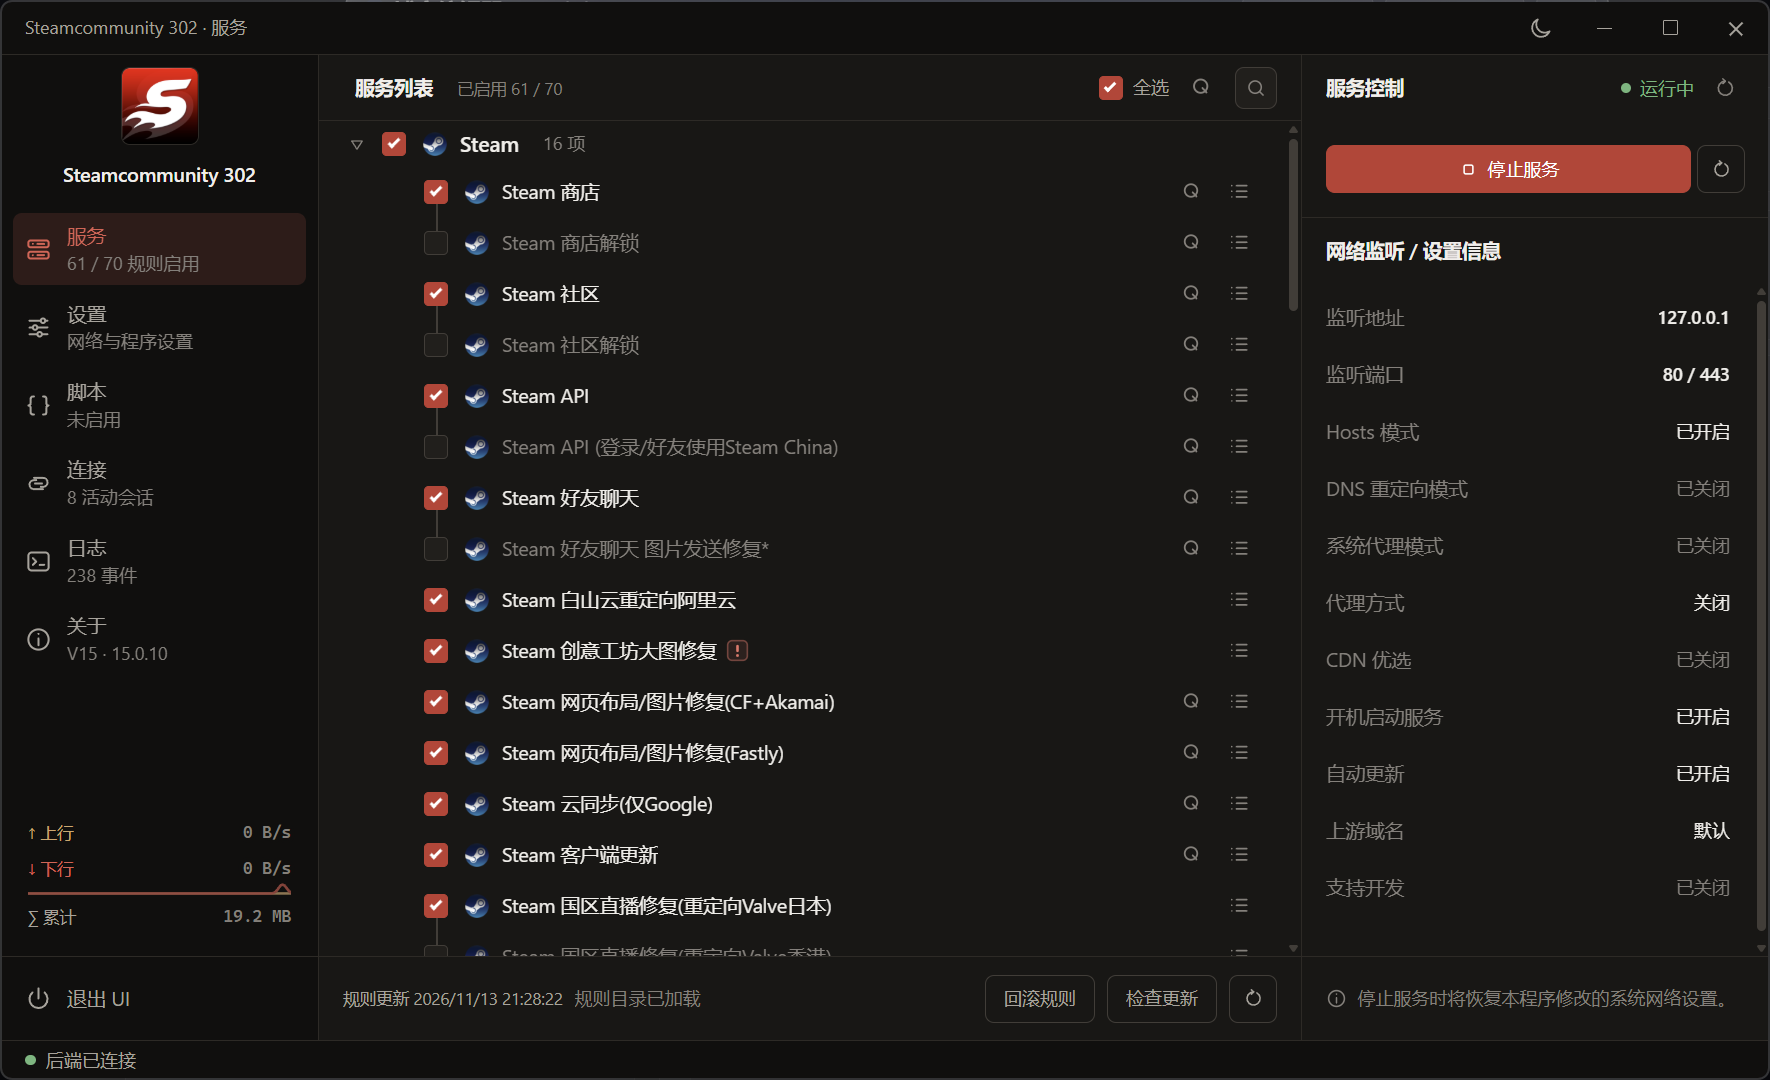 Steamcommunity 302 · 服务
Steamcommunity 302
服务
61 / 70 规则启用
设置
网络与程序设置
脚本
未启用
连接
8 活动会话
日志
238 事件
关于
V15 · 15.0.10
↑上行 0 B/s
↓下行 0 B/s
∑ 累计 19.2 MB
退出 UI
后端已连接
服务列表 已启用 61 / 70 全选
Steam 16 项
Steam 商店
Steam 商店解锁
Steam 社区
Steam 社区解锁
Steam API
Steam API (登录/好友使用Steam China)
Steam 好友聊天
Steam 好友聊天 图片发送修复*
Steam 白山云重定向阿里云
Steam 创意工坊大图修复
Steam 网页布局/图片修复(CF+Akamai)
Steam 网页布局/图片修复(Fastly)
Steam 云同步(仅Google)
Steam 客户端更新
Steam 国区直播修复(重定向Valve日本)
Steam 国区直播修复(重定向Valve香港)
规则更新 2026/11/13 21:28:22 规则目录已加载 回滚规则 检查更新
服务控制 运行中
停止服务
网络监听 / 设置信息
监听地址 127.0.0.1
监听端口 80 / 443
Hosts 模式 已开启
DNS 重定向模式 已关闭
系统代理模式 已关闭
代理方式 关闭
CDN 优选 已关闭
开机启动服务 已开启
自动更新 已开启
上游域名 默认
支持开发 已关闭
停止服务时将恢复本程序修改的系统网络设置。